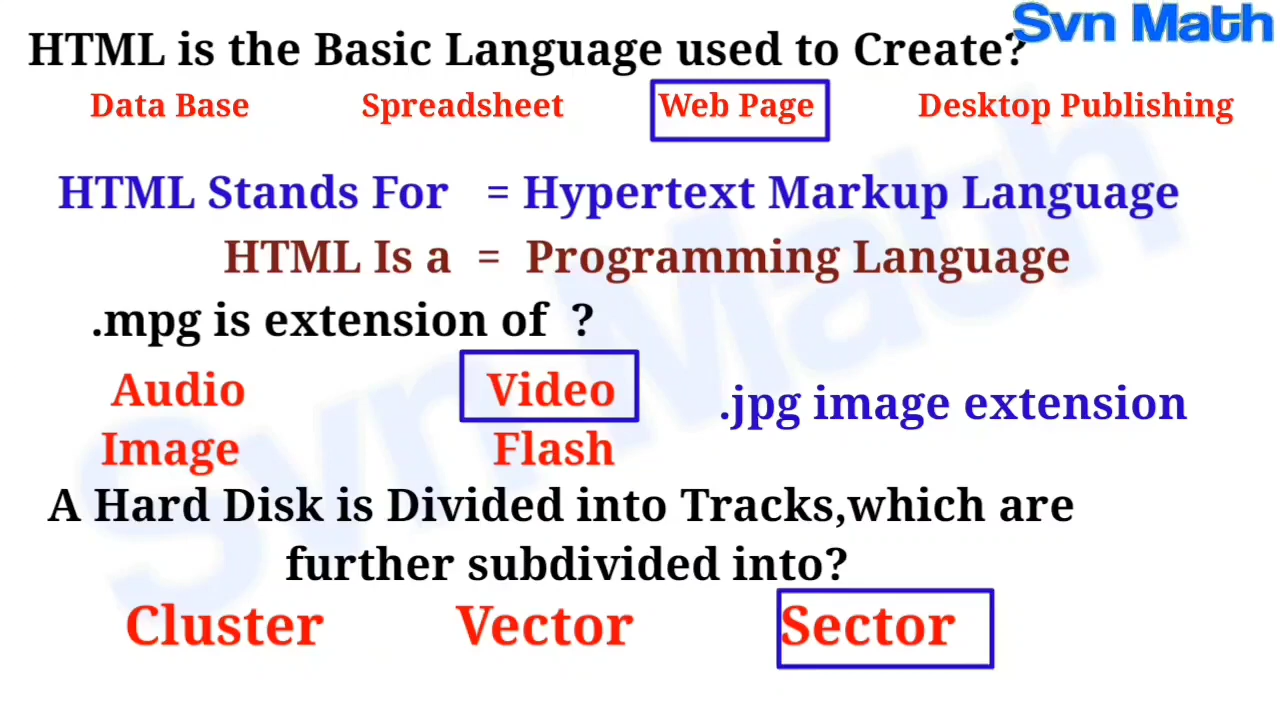 Svn Math
HTML is the Basic Language used to Create?
Data Base Spreadsheet Web Page Desktop Publishing
HTML Stands For = Hypertext Markup Language
HTML Is a = Programming Language
.mpg is extension of ?
Audio Video
.jpg image extension
Image Flash
A Hard Disk is Divided into Tracks,which are
further subdivided into?
Cluster Vector Sector
Svn Math